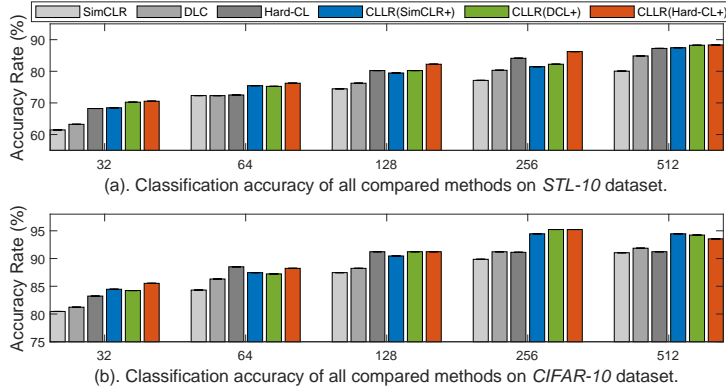 SimCLR DLC Hard-CL CLLR(SimCLR+) CLLR(DCL+) CLLR(Hard-CL+)
Accuracy Rate (%)
90
80
70
60
32 64 128 256 512
(a). Classification accuracy of all compared methods on STL-10 dataset.
Accuracy Rate (%)
95
90
85
80
75
32 64 128 256 512
(b). Classification accuracy of all compared methods on CIFAR-10 dataset.